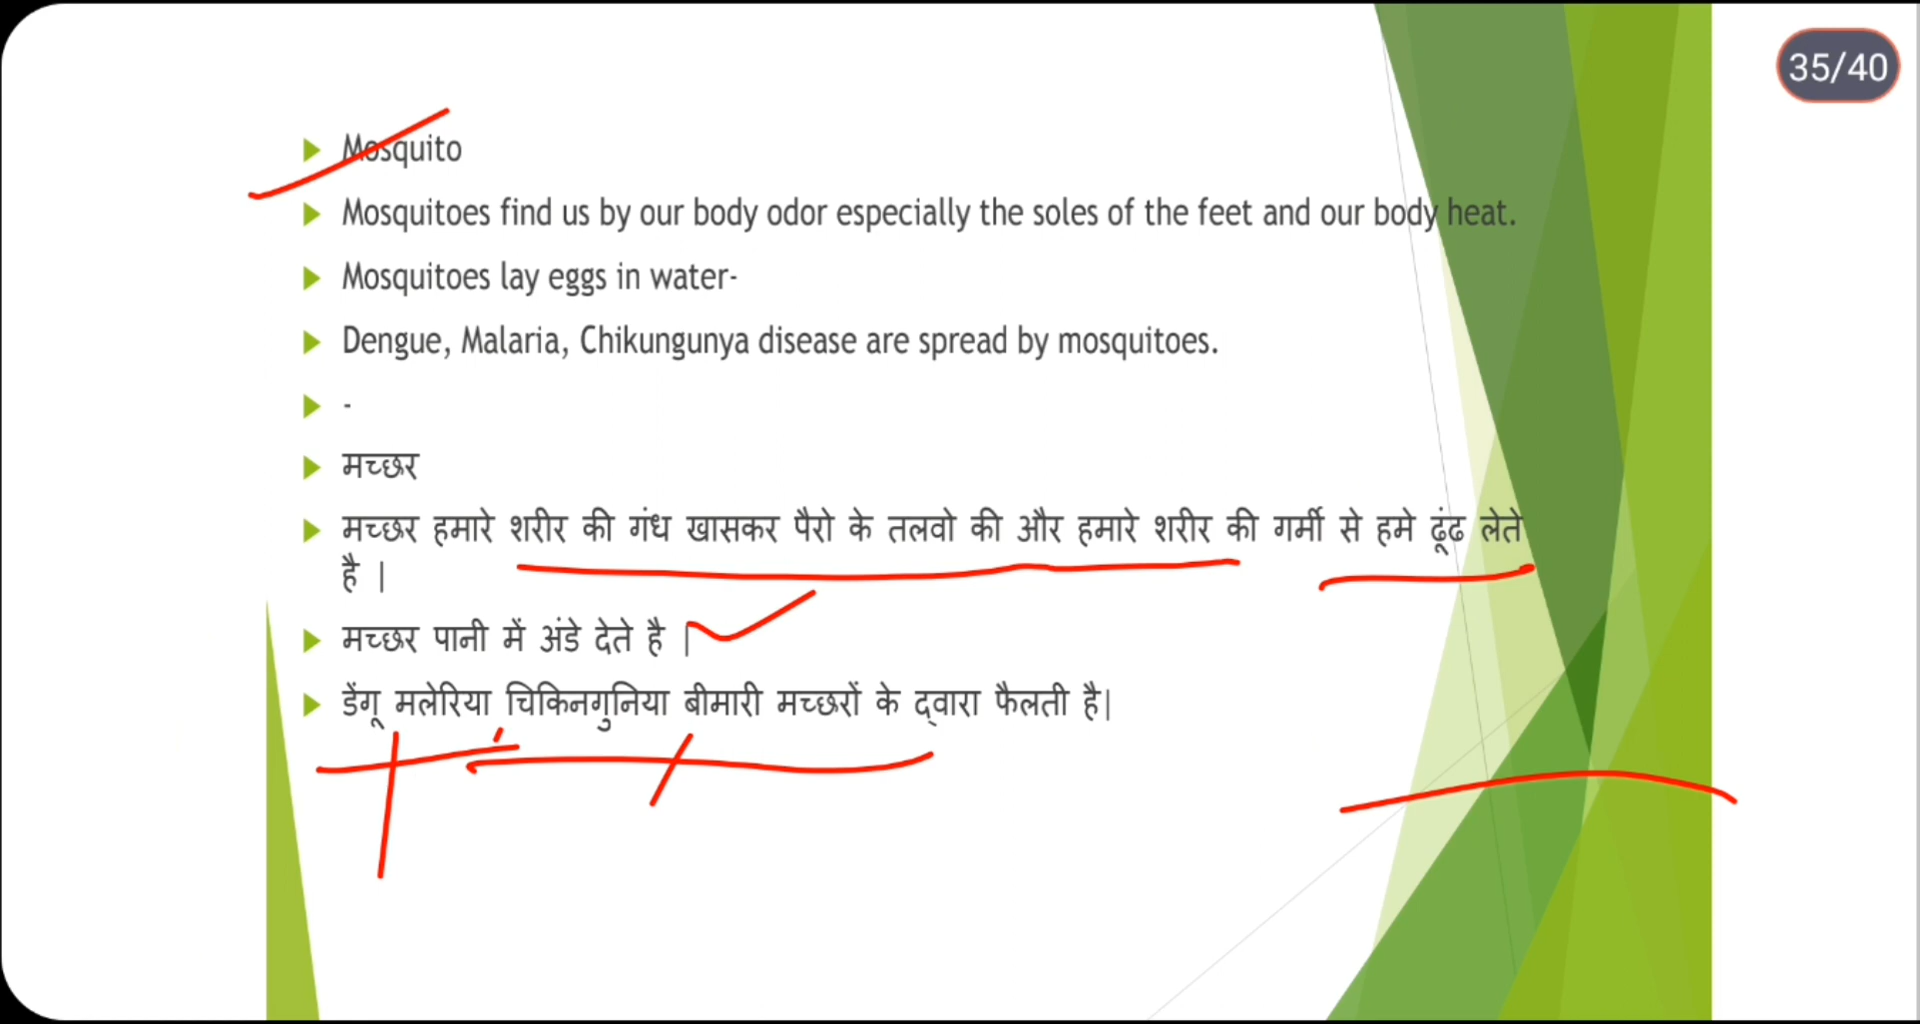 35/40
Mosquito
Mosquitoes find us by our body odor especially the soles of the feet and our body heat.
Mosquitoes lay eggs in water-
Dengue, Malaria, Chikungunya disease are spread by mosquitoes.
-
मच्छर
मच्छर हमारे शरीर की गंध खासकर पैरो के तलवो की और हमारे शरीर की गर्मी से हमे ढूंढ लेते
है |
मच्छर पानी में अंडे देते है |
डेंगू मलेरिया चिकिनगुनिया बीमारी मच्छरों के द्वारा फैलती है|